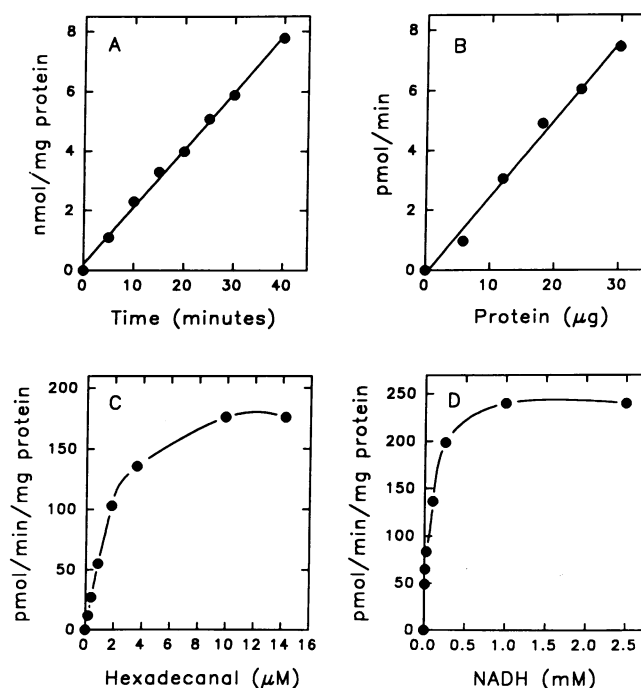 A
nmol/mg protein
8
6
4
2
0
0 10 20 30 40
Time (minutes)
B
pmol/min
8
6
4
2
0
0 10 20 30
Protein (μg)
C
pmol/min/mg protein
200
150
100
50
0
0 2 4 6 8 10 12 14 16
Hexadecanal (μM)
D
pmol/min/mg protein
250
200
150
100
50
0
0.0 0.5 1.0 1.5 2.0 2.5
NADH (mM)